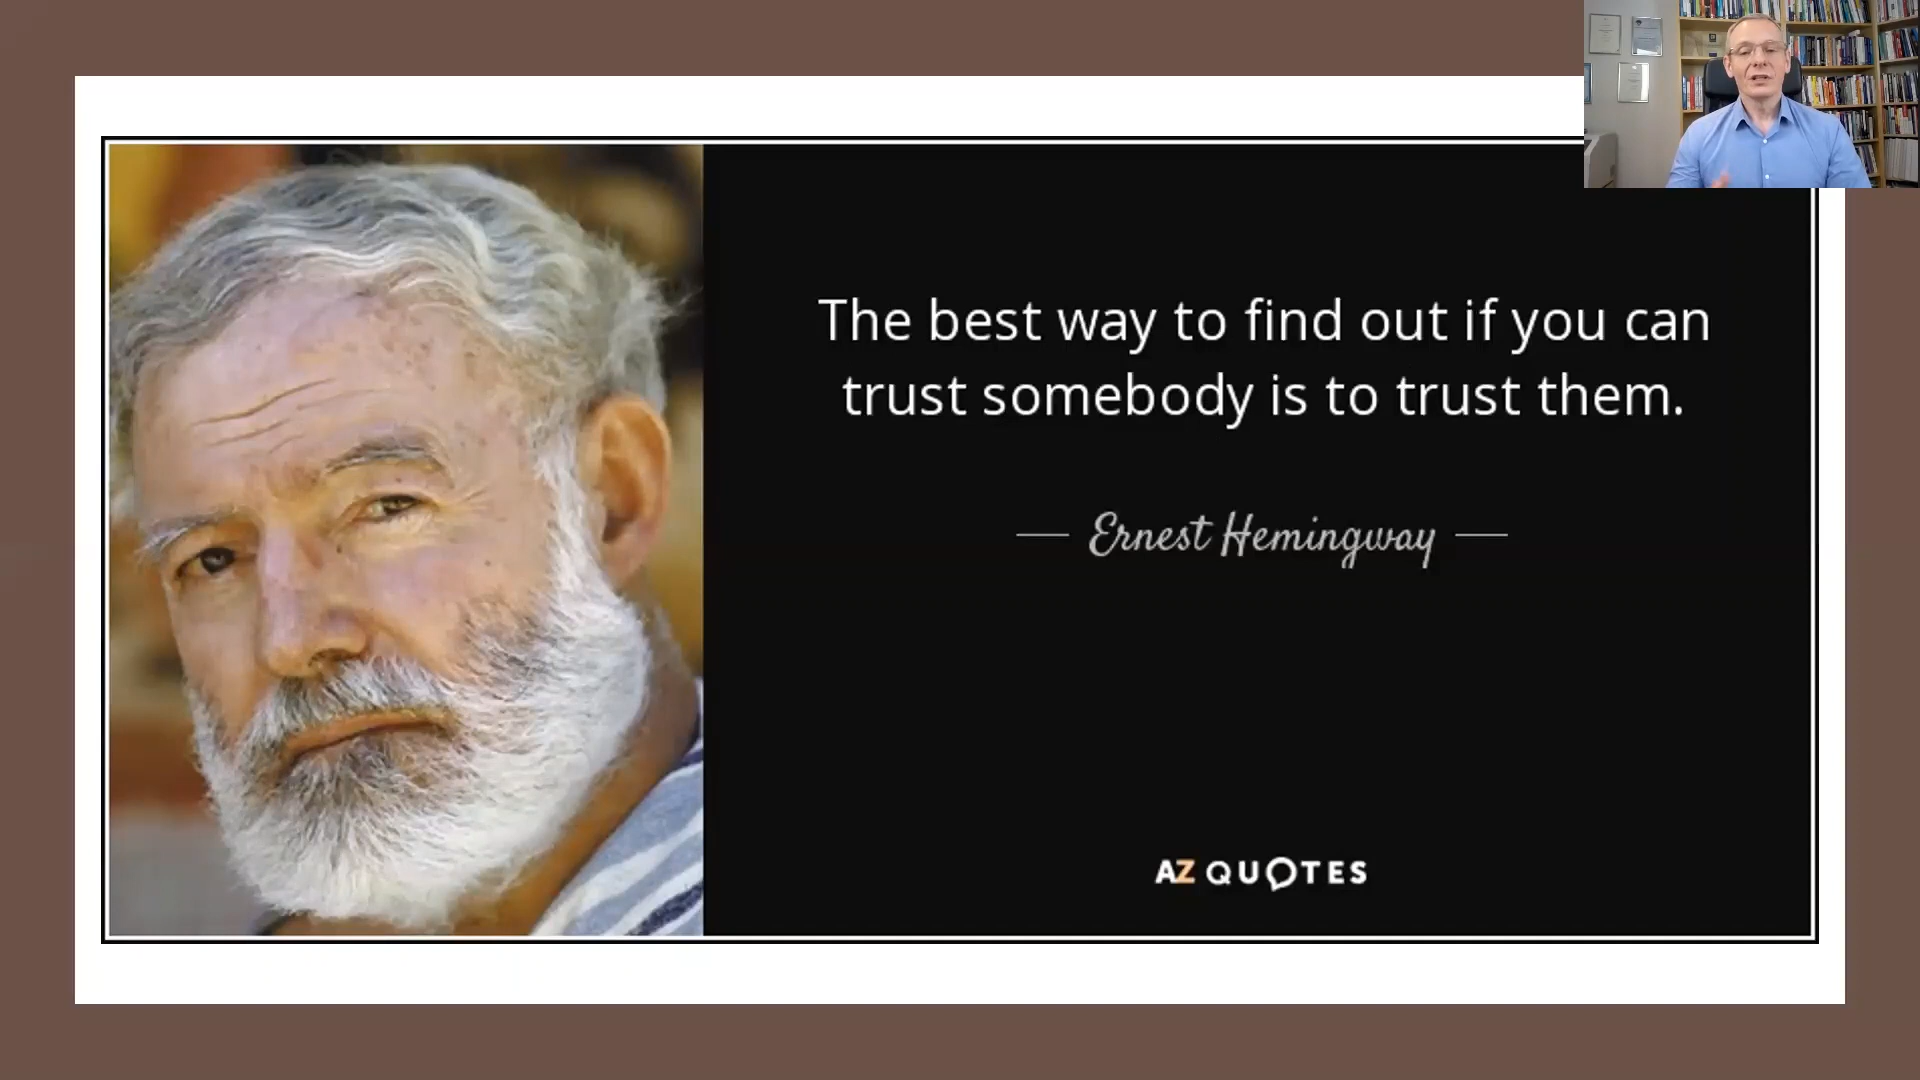 The best way to find out if you can
trust somebody is to trust them.
Ernest Hemingway
AZ QUOTES